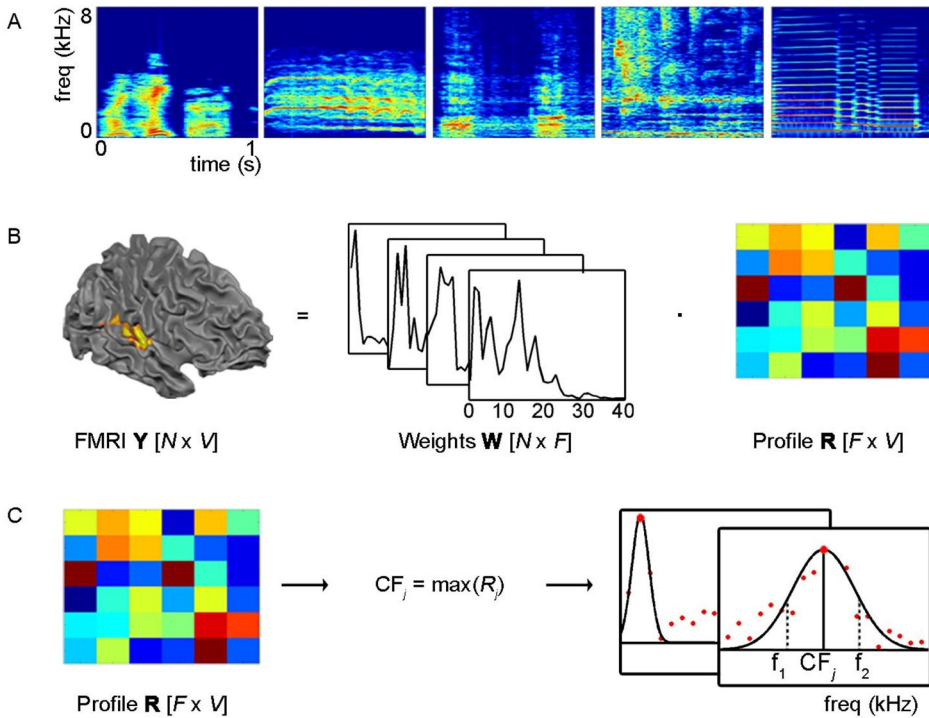 A
freq (kHz)
8
0
0
1
time (s)
B
=
·
0 10 20 30 40
FMRI Y [N x V]
Weights W [N x F]
Profile R [F x V]
C
CFj = max(Rj)
f1 CFj f2
freq (kHz)
Profile R [F x V]